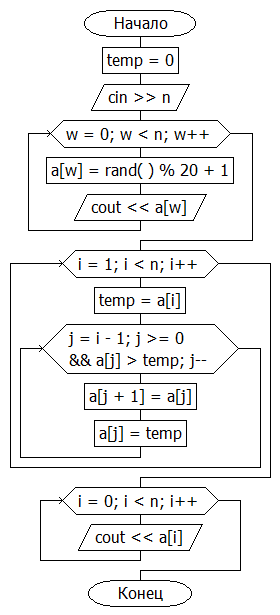 Начало
temp = 0
cin >> n
w = 0; w < n; w++
a[w] = rand( ) % 20 + 1
cout << a[w]
i = 1; i < n; i++
temp = a[i]
j = i - 1; j >= 0
&& a[j] > temp; j--
a[j + 1] = a[j]
a[j] = temp
i = 0; i < n; i++
cout << a[i]
Конец